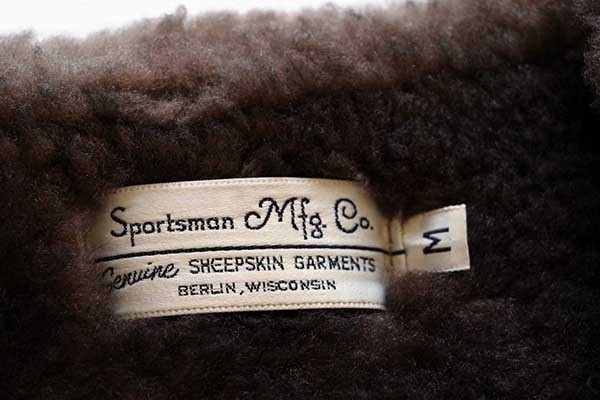 Sportsman Mfg. Co.
Genuine SHEEPSKIN GARMENTS
BERLIN, WISCONSIN
M